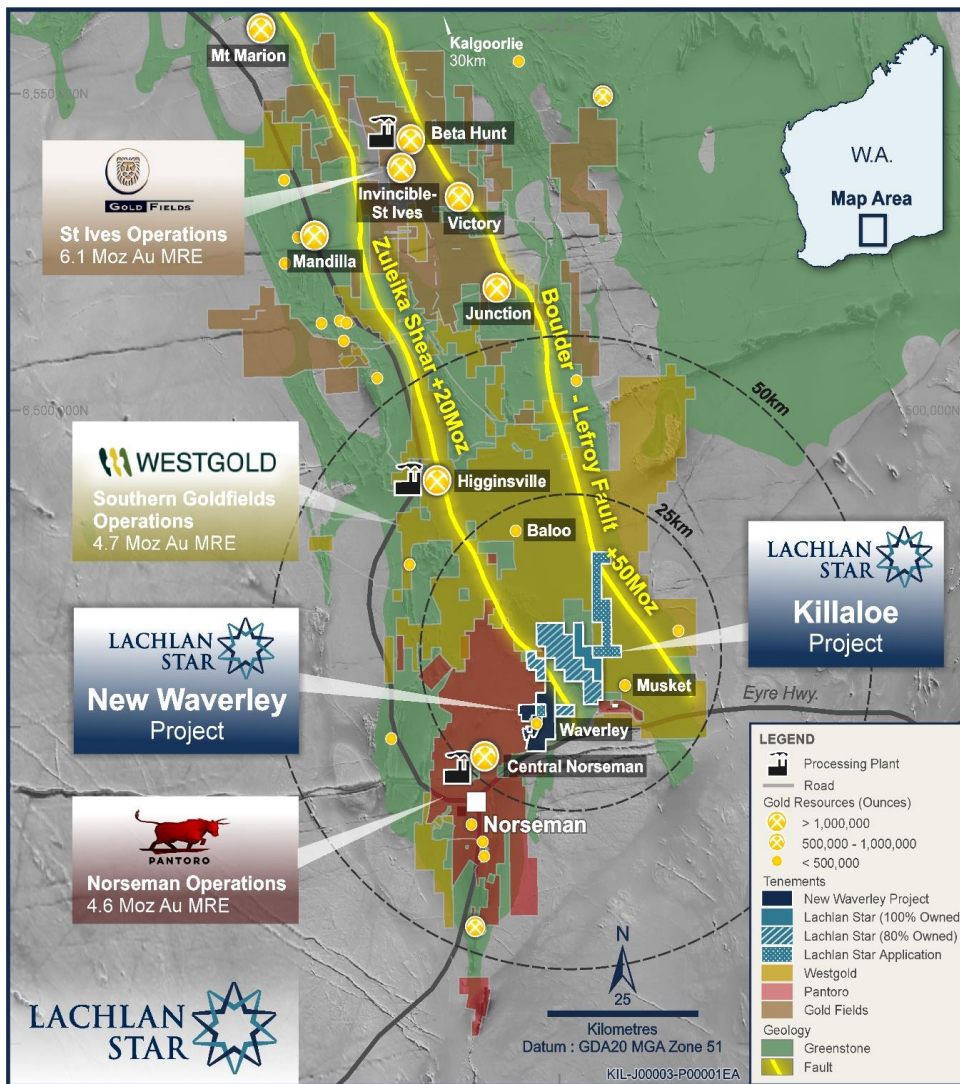 Mt Marion
Kalgoorlie
30km
6,550,000N
Beta Hunt
W.A.
Map Area
GOLD FIELDS
St Ives Operations
6.1 Moz Au MRE
Invincible-
St Ives
Victory
Mandilla
Zuleika Shear +20Moz
Junction
Boulder - Lefroy Fault +50Moz
50km
6,500,000N
500,000N
WESTGOLD
Southern Goldfields
Operations
4.7 Moz Au MRE
Higginsville
25km
Baloo
LACHLAN
STAR
Killaloe
Project
LACHLAN
STAR
New Waverley
Project
Musket
Eyre Hwy.
Waverley
Central Norseman
PANTORO
Norseman Operations
4.6 Moz Au MRE
Norseman
LEGEND
Processing Plant
Road
Gold Resources (Ounces)
> 1,000,000
500,000 - 1,000,000
< 500,000
Tenements
New Waverley Project
Lachlan Star (100% Owned)
Lachlan Star (80% Owned)
Lachlan Star Application
Westgold
Pantoro
Gold Fields
Geology
Greenstone
Fault
N
25
Kilometres
Datum : GDA20 MGA Zone 51
KIL-J00003-P00001EA
LACHLAN
STAR